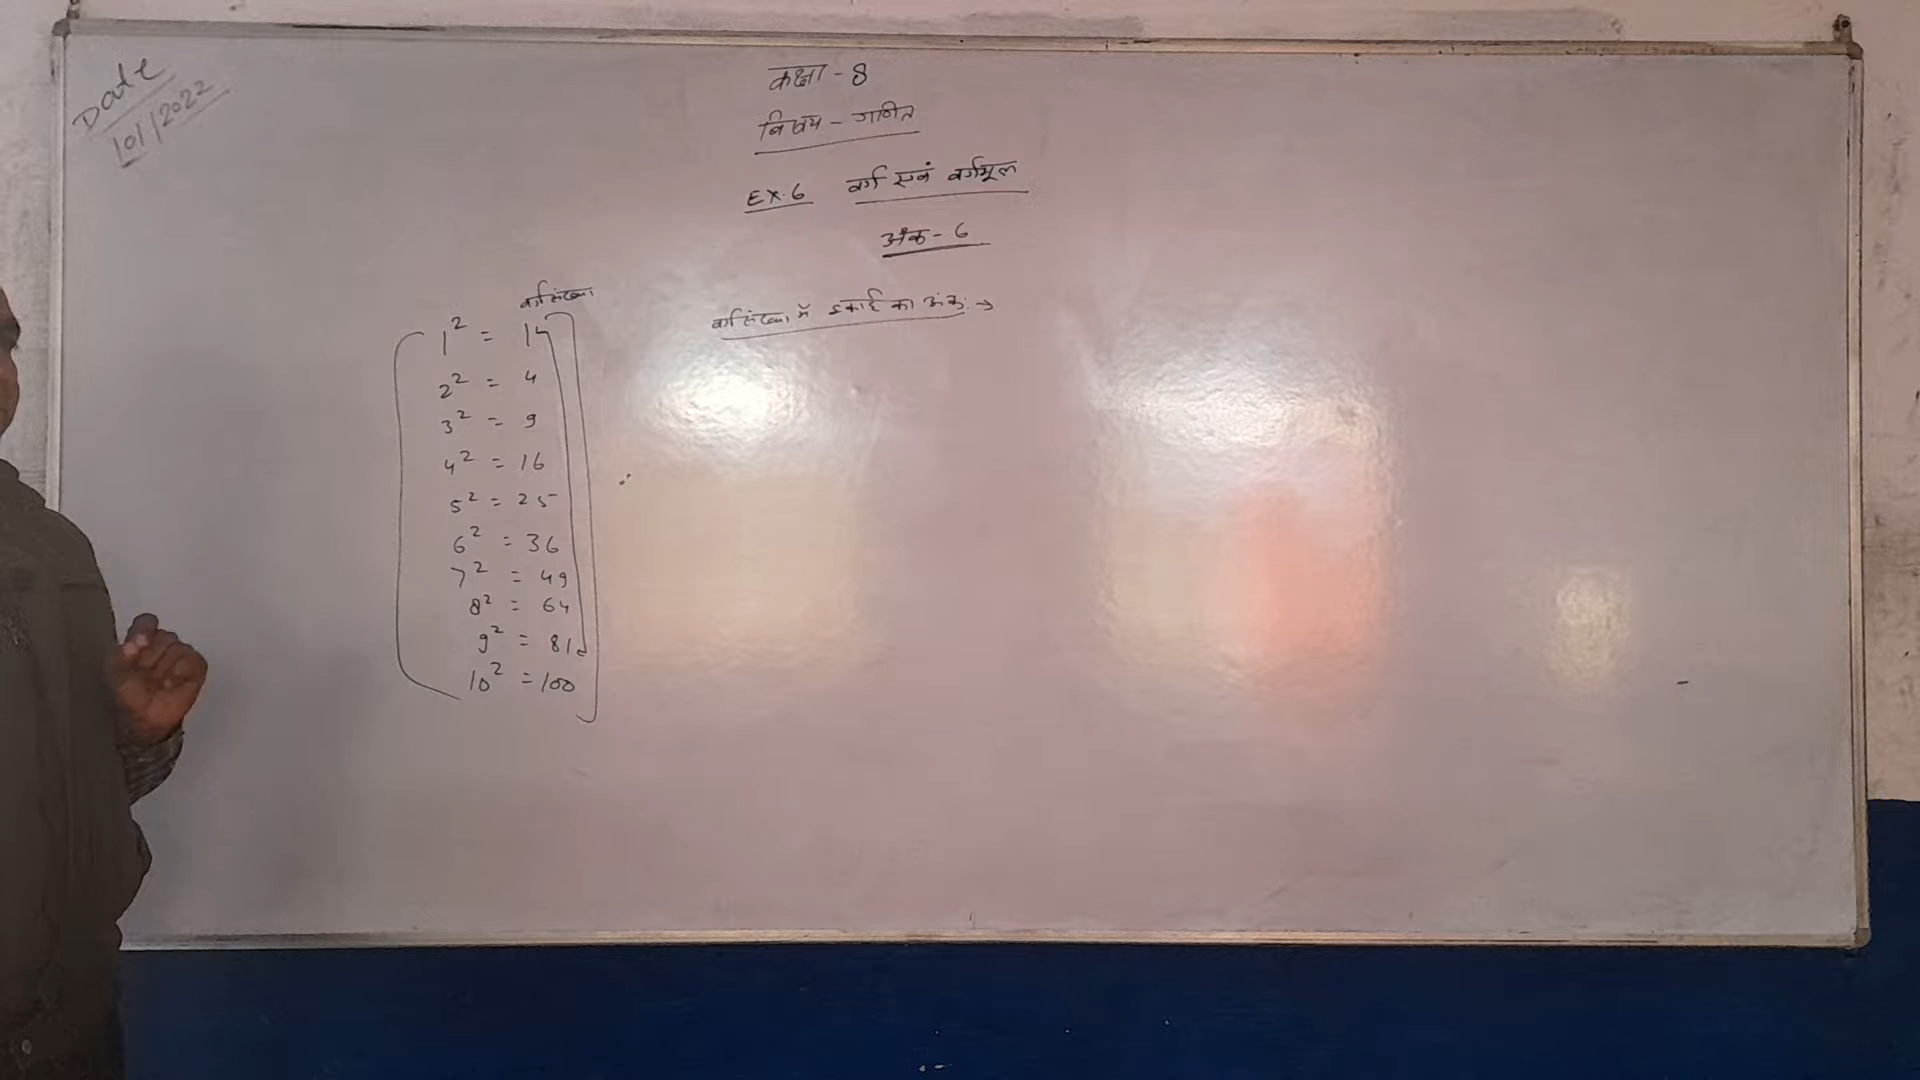 Date
101/2022
कक्षा - 8
विषय - गणित
Ex. 6 वर्ग एवं वर्गमूल
अंक - 6
वर्ग संख्या
1² = 1
2² = 4
3² = 9
4² = 16
5² = 25
6² = 36
7² = 49
8² = 64
9² = 81
10² = 100
वर्ग संख्या में इकाई का अंक :→